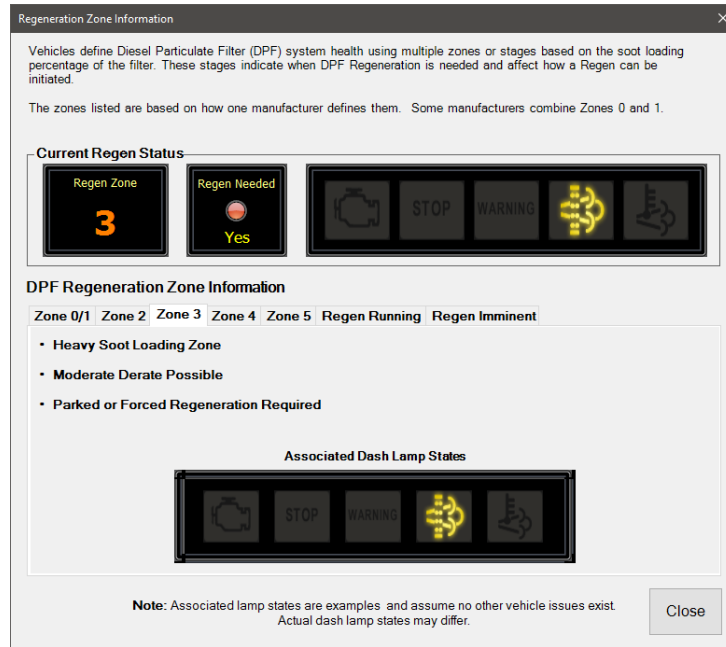 Regeneration Zone Information
Vehicles define Diesel Particulate Filter (DPF) system health using multiple zones or stages based on the soot loading
percentage of the filter. These stages indicate when DPF Regeneration is needed and affect how a Regen can be
initiated.
The zones listed are based on how one manufacturer defines them. Some manufacturers combine Zones 0 and 1.
Current Regen Status
Regen Zone
3
Regen Needed
Yes
STOP
WARNING
DPF Regeneration Zone Information
Zone 0/1 Zone 2 Zone 3 Zone 4 Zone 5 Regen Running Regen Imminent
• Heavy Soot Loading Zone
• Moderate Derate Possible
• Parked or Forced Regeneration Required
Associated Dash Lamp States
STOP
WARNING
Note: Associated lamp states are examples and assume no other vehicle issues exist.
Actual dash lamp states may differ.
Close